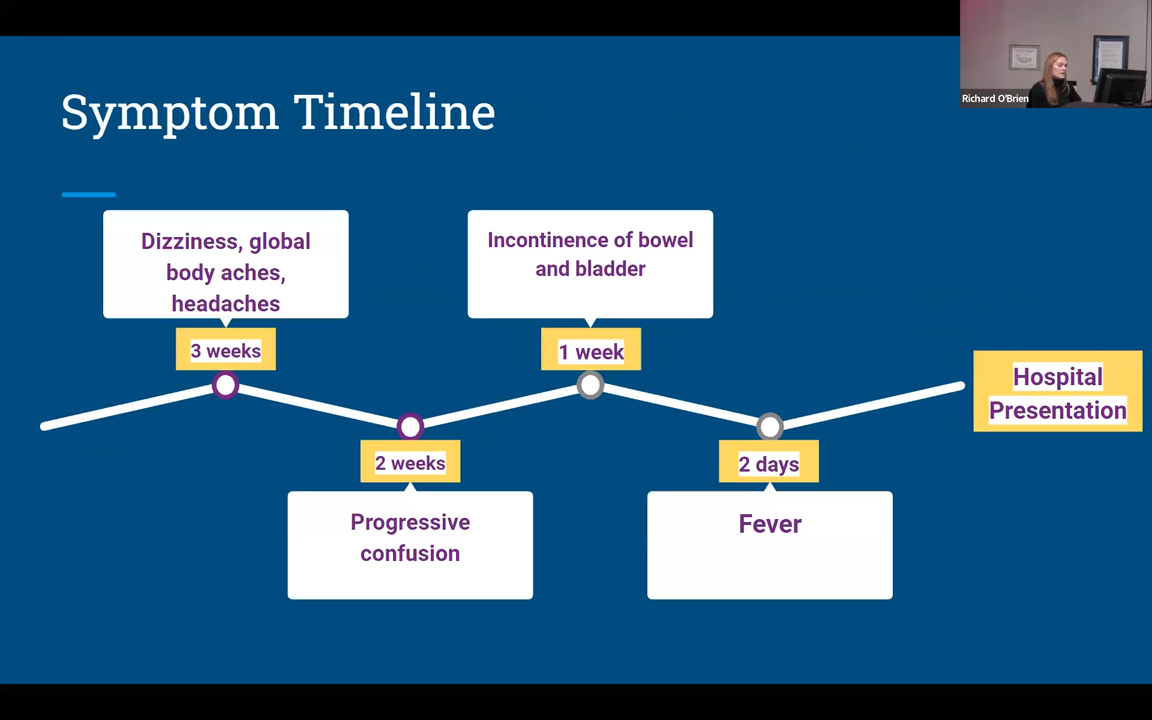 Richard O'Brien
Symptom Timeline
Dizziness, global
body aches,
headaches
3 weeks
Incontinence of bowel
and bladder
1 week
Hospital
Presentation
2 weeks
Progressive
confusion
2 days
Fever